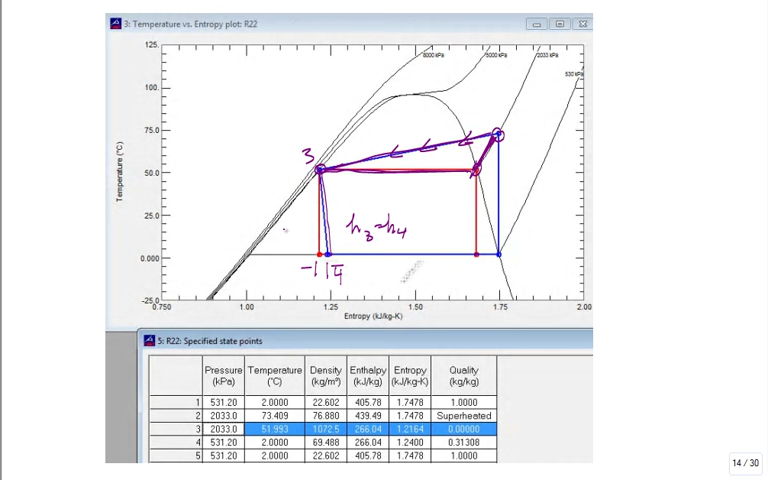 3: Temperature vs. Entropy plot: R22
125.
100.
75.0
50.0
25.0
0.000
-25.0
Temperature (°C)
8000 kPa
5000 kPa
2033 kPa
530 kPa
3
h3=h4
4
0.750
1.00
1.25
1.50
1.75
2.00
Entropy (kJ/kg-K)
5: R22: Specified state points
Pressure Temperature Density Enthalpy Entropy Quality
(kPa) (°C) (kg/m³) (kJ/kg) (kJ/kg-K) (kg/kg)
1 531.20 2.0000 22.602 405.78 1.7478 1.0000
2 2033.0 73.409 76.880 439.49 1.7478 Superheated
3 2033.0 51.993 1072.5 266.04 1.2164 0.00000
4 531.20 2.0000 69.488 266.04 1.2400 0.31308
5 531.20 2.0000 22.602 405.78 1.7478 1.0000
14 / 30